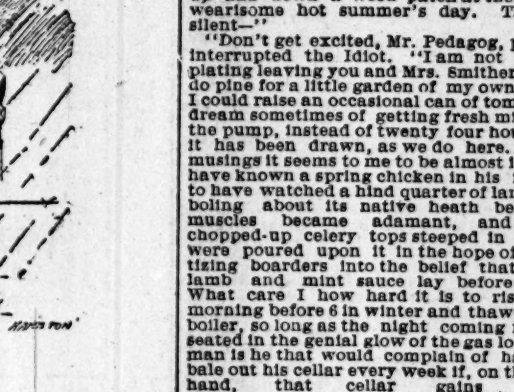 wearisome hot summer's day.
silent—"
"Don't get excited, Mr. Pedagog,
interrupted the Idiot. "I am not
plating leaving you and Mrs. Smither
do pine for a little garden of my own
I could raise an occasional can of tom
dream sometimes of getting fresh mi
the pump, instead of twenty four hou
it has been drawn, as we do here.
musings it seems to me to be almost i
have known a spring chicken in his
to have watched a hind quarter of lam
boling about its native heath be
muscles became adamant, and
chopped-up celery tops steeped in
were poured upon it in the hope of
tizing boarders into the belief that
lamb and mint sauce lay before
What care I how hard it is to ris
morning before 6 in winter and thaw
boiler, so long as the night coming
seated in the genial glow of the gas lo
man is he that would complain of ha
bale out his cellar every week if, on th
hand, that cellar gains